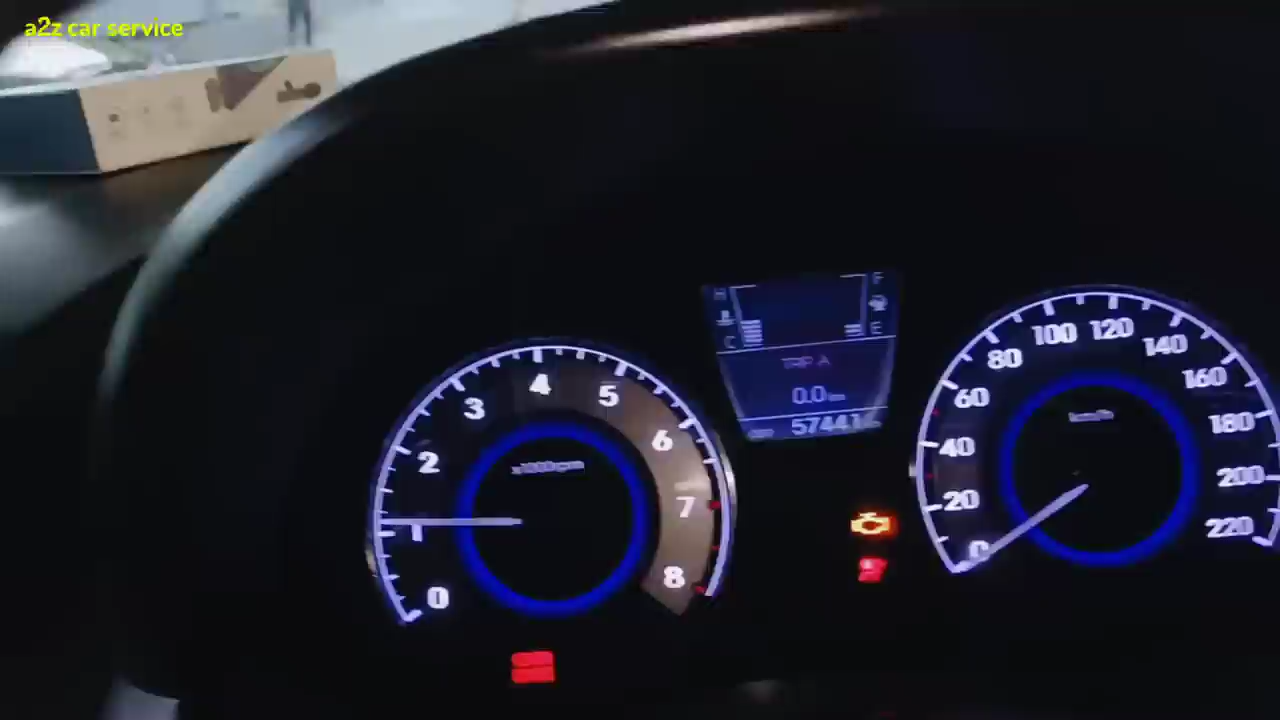 a2z car service
H F
C E
TRIP A
0.0 km
57441
x1000rpm
0 1 2 3 4 5 6 7 8
km/h
0 20 40 60 80 100 120 140 160 180 200 220